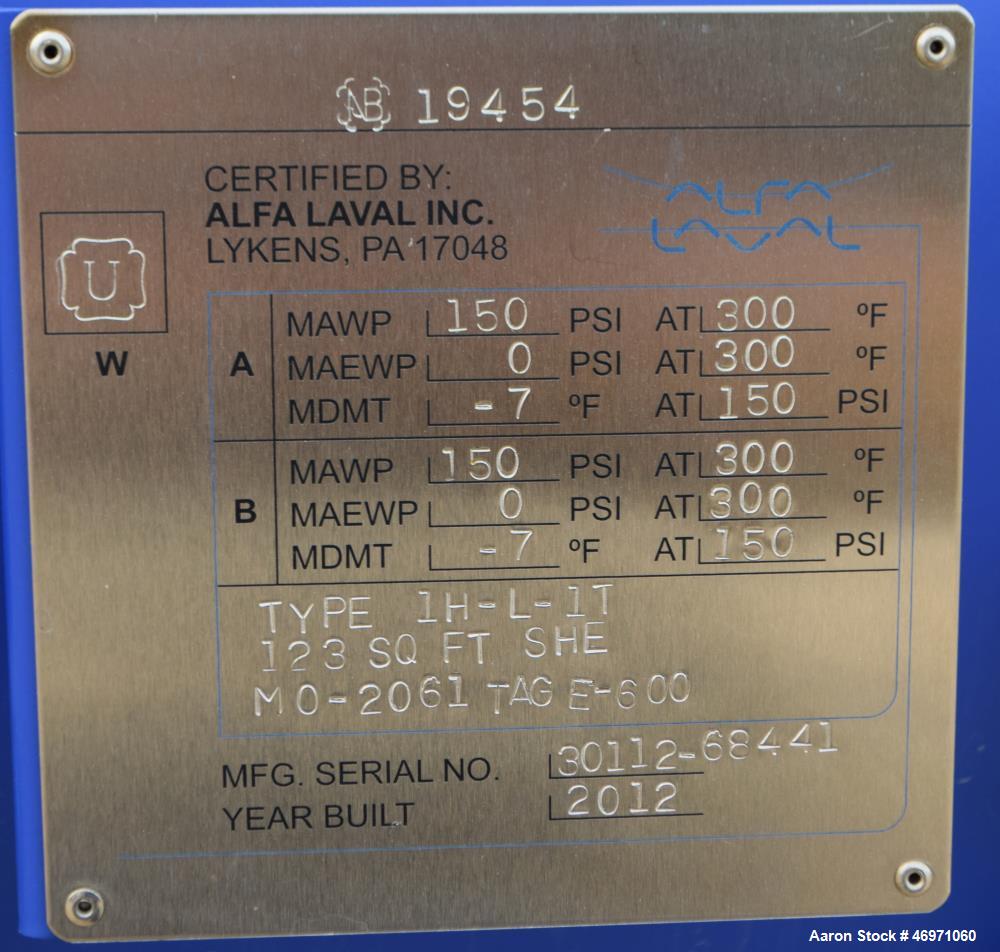 NB 19454
CERTIFIED BY:
ALFA LAVAL INC.
LYKENS, PA 17048
ALFA
LAVAL
U
W
A
MAWP 150 PSI AT 300 ºF
MAEWP 0 PSI AT 300 ºF
MDMT -7 ºF AT 150 PSI
B
MAWP 150 PSI AT 300 ºF
MAEWP 0 PSI AT 300 ºF
MDMT -7 ºF AT 150 PSI
TYPE 1H-L-1T
123 SQ FT SHE
MO-2061 TAG E-600
MFG. SERIAL NO. 30112-68441
YEAR BUILT 2012
Aaron Stock # 46971060